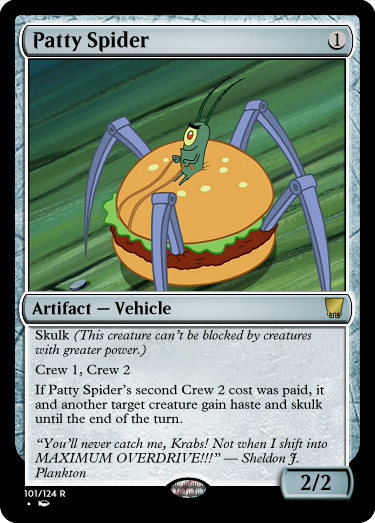 Patty Spider
1
Artifact — Vehicle
Skulk (This creature can't be blocked by creatures
with greater power.)
Crew 1, Crew 2
If Patty Spider's second Crew 2 cost was paid, it
and another target creature gain haste and skulk
until the end of the turn.
"You'll never catch me, Krabs! Not when I shift into
MAXIMUM OVERDRIVE!!!" — Sheldon J.
Plankton
2/2
101/124 R